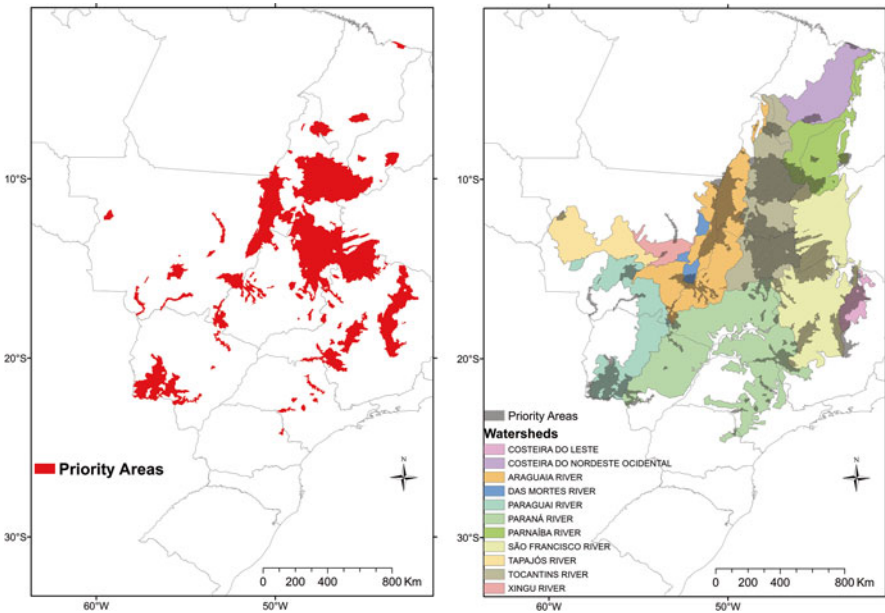 10°S
20°S
30°S
Priority Areas
N
0 200 400 800 Km
60°W
50°W
10°S
20°S
30°S
Priority Areas
Watersheds
COSTEIRA DO LESTE
COSTEIRA DO NORDESTE OCIDENTAL
ARAGUAIA RIVER
DAS MORTES RIVER
PARAGUAI RIVER
PARANÁ RIVER
PARNAÍBA RIVER
SÃO FRANCISCO RIVER
TAPAJÓS RIVER
TOCANTINS RIVER
XINGU RIVER
N
0 200 400 800 Km
60°W
50°W